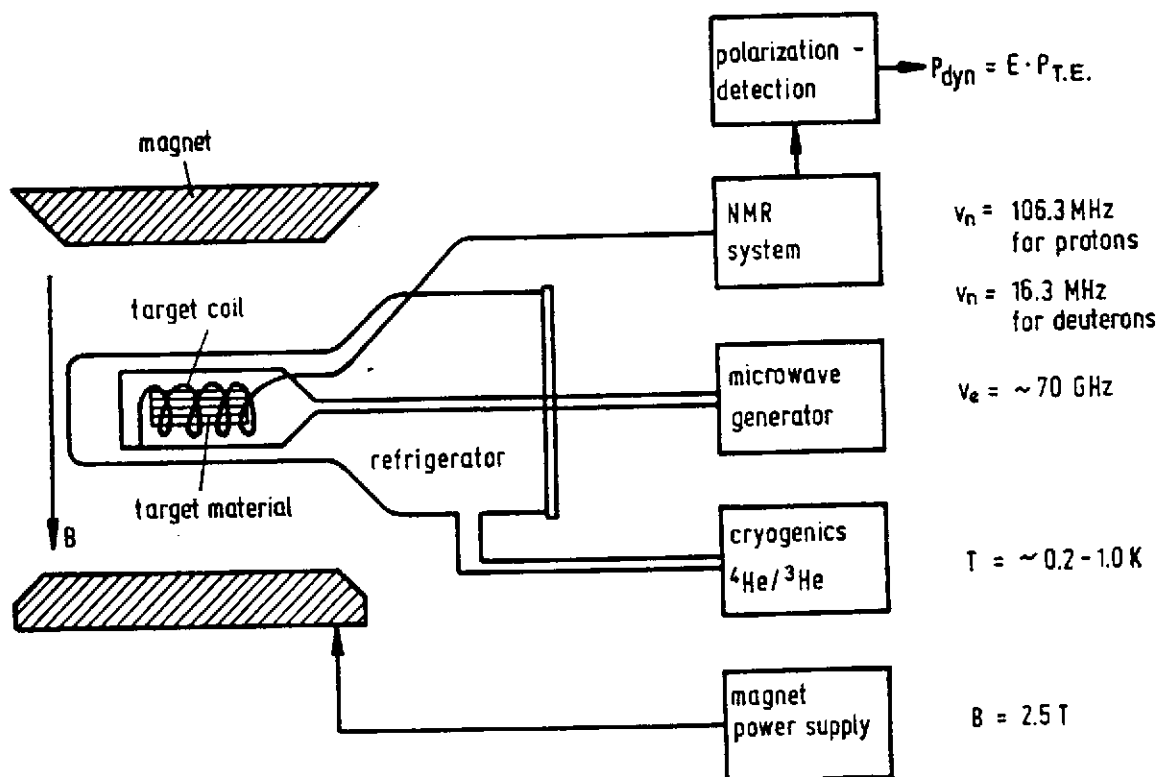 polarization -
detection
P_dyn = E · P_T.E.
magnet
NMR
system
ν_n = 106.3 MHz
for protons
ν_n = 16.3 MHz
for deuterons
target coil
microwave
generator
ν_e = ~70 GHz
refrigerator
target material
B
cryogenics
⁴He/³He
T = ~0.2-1.0 K
magnet
power supply
B = 2.5 T